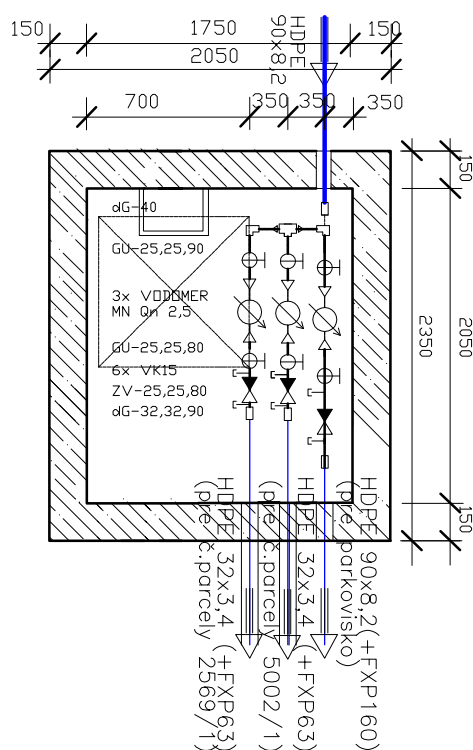 150
1750
150
2050
HDPE
90x8,2
700
350
350
350
dG-40
GU-25,25,90
3x VODOMER
MN Qn 2,5
GU-25,25,80
6x VK15
ZV-25,25,80
dG-32,32,90
150
2050
2350
150
HDPE 90x8,2(+FXP160)
(pre parkovisko)
HDPE 32x3,4 (+FXP63)
(pre č.parcely 5002/1)
HDPE 32x3,4 (+FXP63)
(pre č.parcely 2569/1)